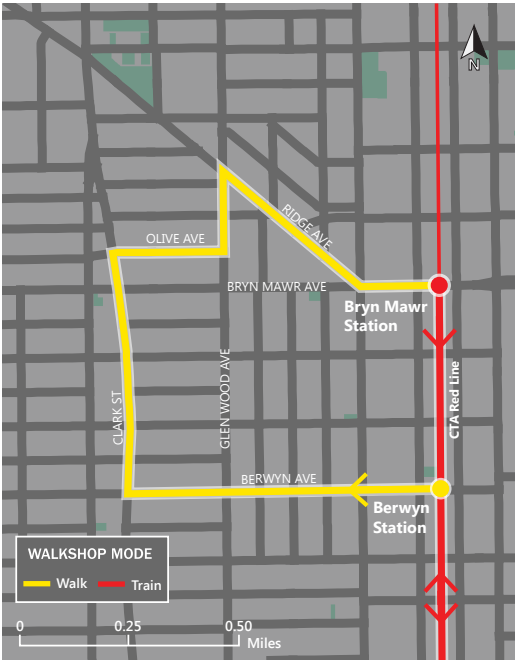 N
RIDGE AVE
OLIVE AVE
BRYN MAWR AVE
Bryn Mawr
Station
CTA Red Line
GLEN WOOD AVE
CLARK ST
BERWYN AVE
Berwyn
Station
WALKSHOP MODE
Walk
Train
0
0.25
0.50
Miles